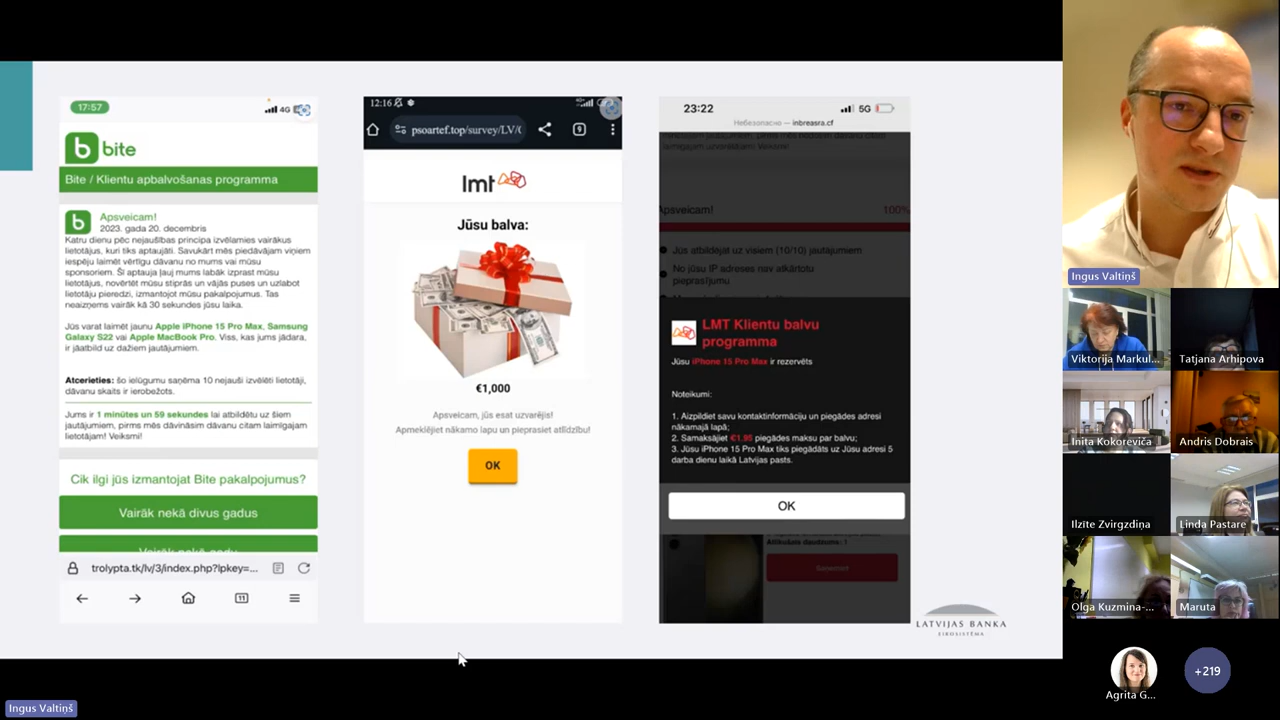 17:57
4G
bite
Bite / Klientu apbalvošanas programma
Apsveicam!
2023. gada 20. decembris
Katru dienu pēc nejaušības principa izvēlamies vairākus
lietotājus, kuri tiks aptaujāti. Savukārt mēs piedāvājam viņiem
iespēju laimēt vērtīgu dāvanu no mums vai mūsu
sponsoriem. Šī aptauja ļauj mums labāk izprast mūsu
lietotājus, novērtēt mūsu stiprās un vājās puses un uzlabot
lietotāju pieredzi, izmantojot mūsu pakalpojumus. Tas
neaizņems vairāk kā 30 sekundes jūsu laika.
Jūs varat laimēt jaunu Apple iPhone 15 Pro Max, Samsung
Galaxy S22 vai Apple MacBook Pro. Viss, kas jums jādara,
ir jāatbild uz dažiem jautājumiem.
Atcerieties: šo ielūgumu saņēma 10 nejauši izvēlēti lietotāji,
dāvanu skaits ir ierobežots.
Jums ir 1 minūtes un 59 sekundes lai atbildētu uz šiem
jautājumiem, pirms mēs dāvināsim dāvanu citam laimīgajam
lietotājam! Veiksmi!
Cik ilgi jūs izmantojat Bite pakalpojumus?
Vairāk nekā divus gadus
Vairāk nekā gadu
trolypta.tk/lv/3/index.php?lpkey=...
11
12:16
psoartef.top/survey/LV/
9
lmt
Jūsu balva:
€1,000
Apsveicam, jūs esat uzvarējis!
Apmeklējiet nākamo lapu un pieprasiet atlīdzību!
OK
23:22
5G
Небезопасно — inbreasra.cf
Apsveicam!
100%
Jūs atbildējāt uz visiem (10/10) jautājumiem
No jūsu IP adreses nav atkārtotu
pieprasījumu
LMT Klientu balvu
programma
Jūsu iPhone 15 Pro Max ir rezervēts
Noteikumi:
1. Aizpildiet savu kontaktinformāciju un piegādes adresi
nākamajā lapā;
2. Samaksājiet €1.95 piegādes maksu par balvu;
3. Jūsu iPhone 15 Pro Max tiks piegādāts uz Jūsu adresi 5
darba dienu laikā Latvijas pasts.
OK
Saņemt
LATVIJAS BANKA
EIROSISTĒMA
Ingus Valtiņš
Viktorija Markul...
Tatjana Arhipova
Inita Kokoreviča
Andris Dobrais
Ilzīte Zvirgzdiņa
Linda Pastare
Olga Kuzmina-...
Maruta
Agrita G...
+219
Ingus Valtiņš